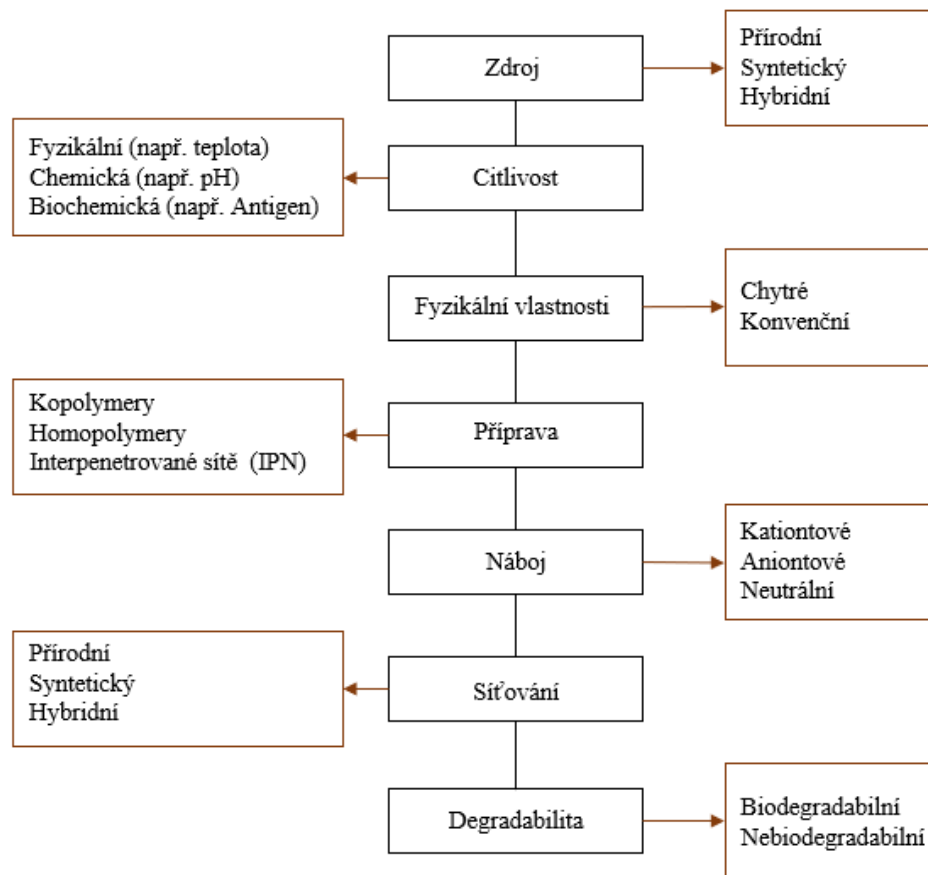 Zdroj
Přírodní
Syntetický
Hybridní
Fyzikální (např. teplota)
Chemická (např. pH)
Biochemická (např. Antigen)
Citlivost
Fyzikální vlastnosti
Chytré
Konvenční
Kopolymery
Homopolymery
Interpenetrované sítě (IPN)
Příprava
Náboj
Kationtové
Aniontové
Neutrální
Přírodní
Syntetický
Hybridní
Síťování
Degradabilita
Biodegradabilní
Nebiodegradabilní